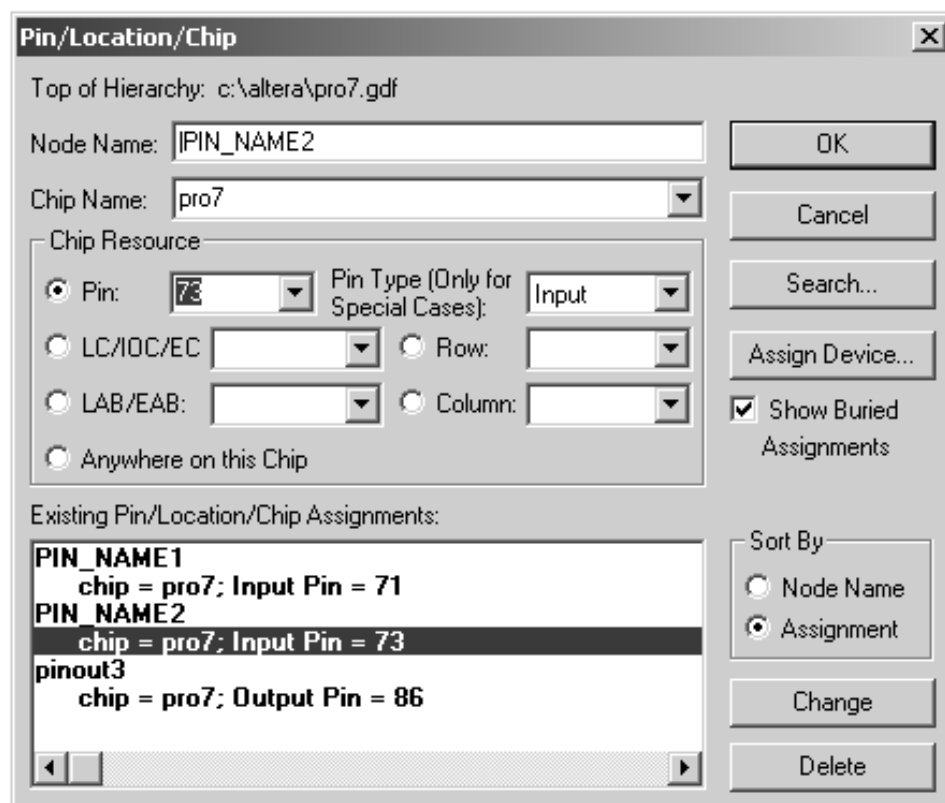 Pin/Location/Chip
Top of Hierarchy: c:\altera\pro7.gdf
Node Name: |PIN_NAME2
OK
Chip Name: pro7
Cancel
Chip Resource
Pin: 73 Pin Type (Only for
Special Cases): Input
Search...
LC/IOC/EC Row:
Assign Device...
LAB/EAB: Column:
Show Buried
Assignments
Anywhere on this Chip
Existing Pin/Location/Chip Assignments:
PIN_NAME1
chip = pro7; Input Pin = 71
PIN_NAME2
chip = pro7; Input Pin = 73
pinout3
chip = pro7; Output Pin = 86
Sort By
Node Name
Assignment
Change
Delete